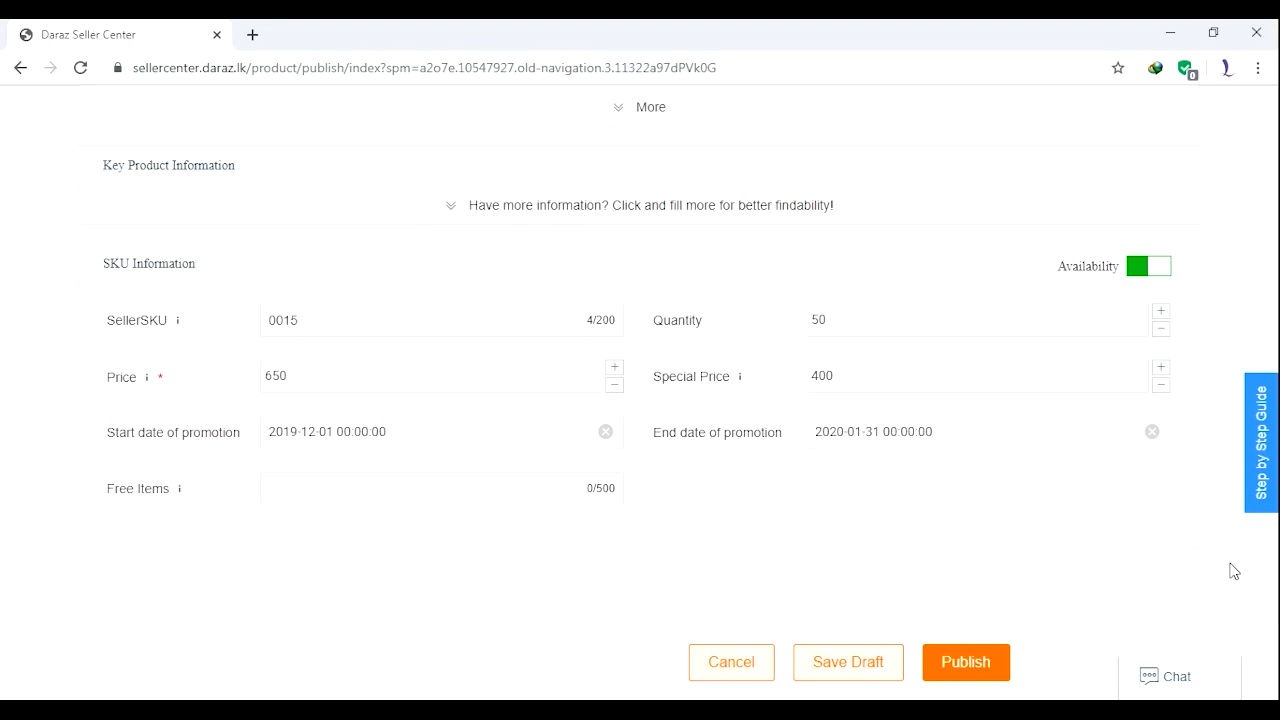 Daraz Seller Center
sellercenter.daraz.lk/product/publish/index?spm=a2o7e.10547927.old-navigation.3.11322a97dPVk0G
0
More
Key Product Information
Have more information? Click and fill more for better findability!
SKU Information
Availability
SellerSKU i 0015 4/200 Quantity 50
Price i * 650 Special Price i 400
Start date of promotion 2019-12-01 00:00:00 End date of promotion 2020-01-31 00:00:00
Free Items i 0/500
Step by Step Guide
Cancel Save Draft Publish
Chat